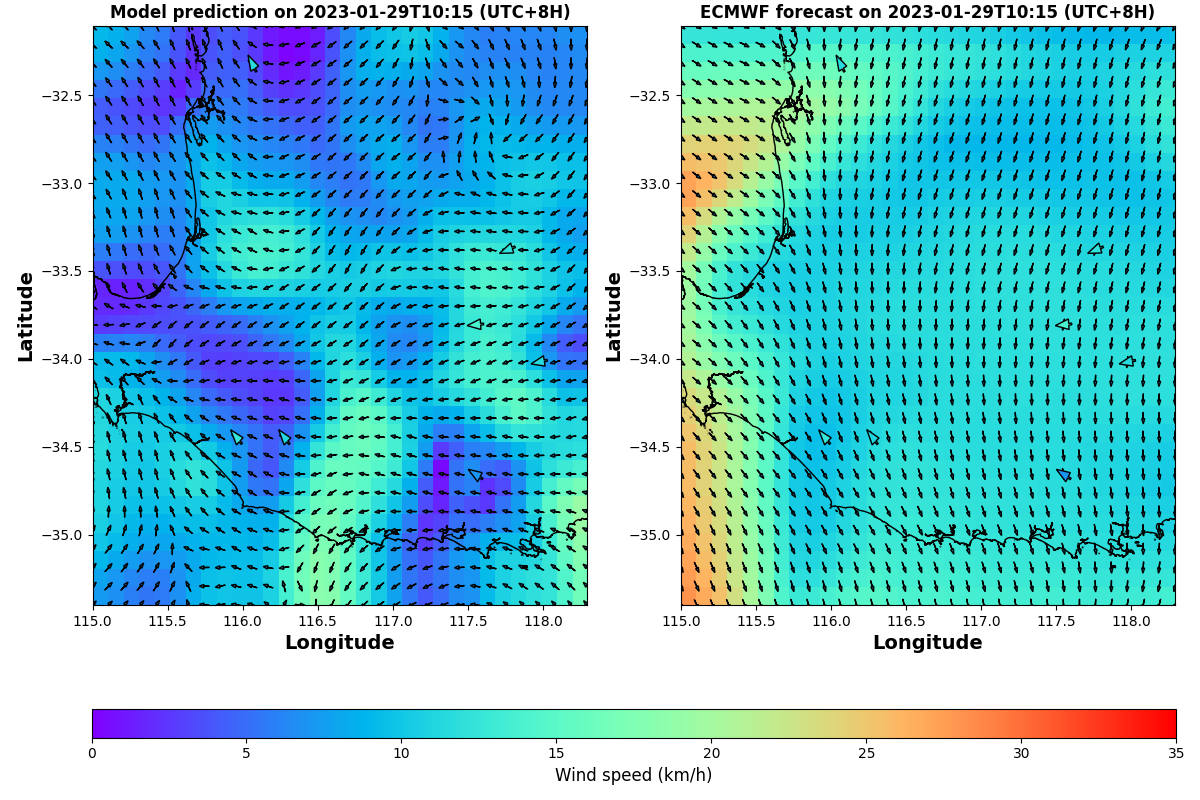 Model prediction on 2023-01-29T10:15 (UTC+8H)
ECMWF forecast on 2023-01-29T10:15 (UTC+8H)
Latitude
−32.5
−33.0
−33.5
−34.0
−34.5
−35.0
115.0 115.5 116.0 116.5 117.0 117.5 118.0
Longitude
Latitude
−32.5
−33.0
−33.5
−34.0
−34.5
−35.0
115.0 115.5 116.0 116.5 117.0 117.5 118.0
Longitude
0 5 10 15 20 25 30 35
Wind speed (km/h)